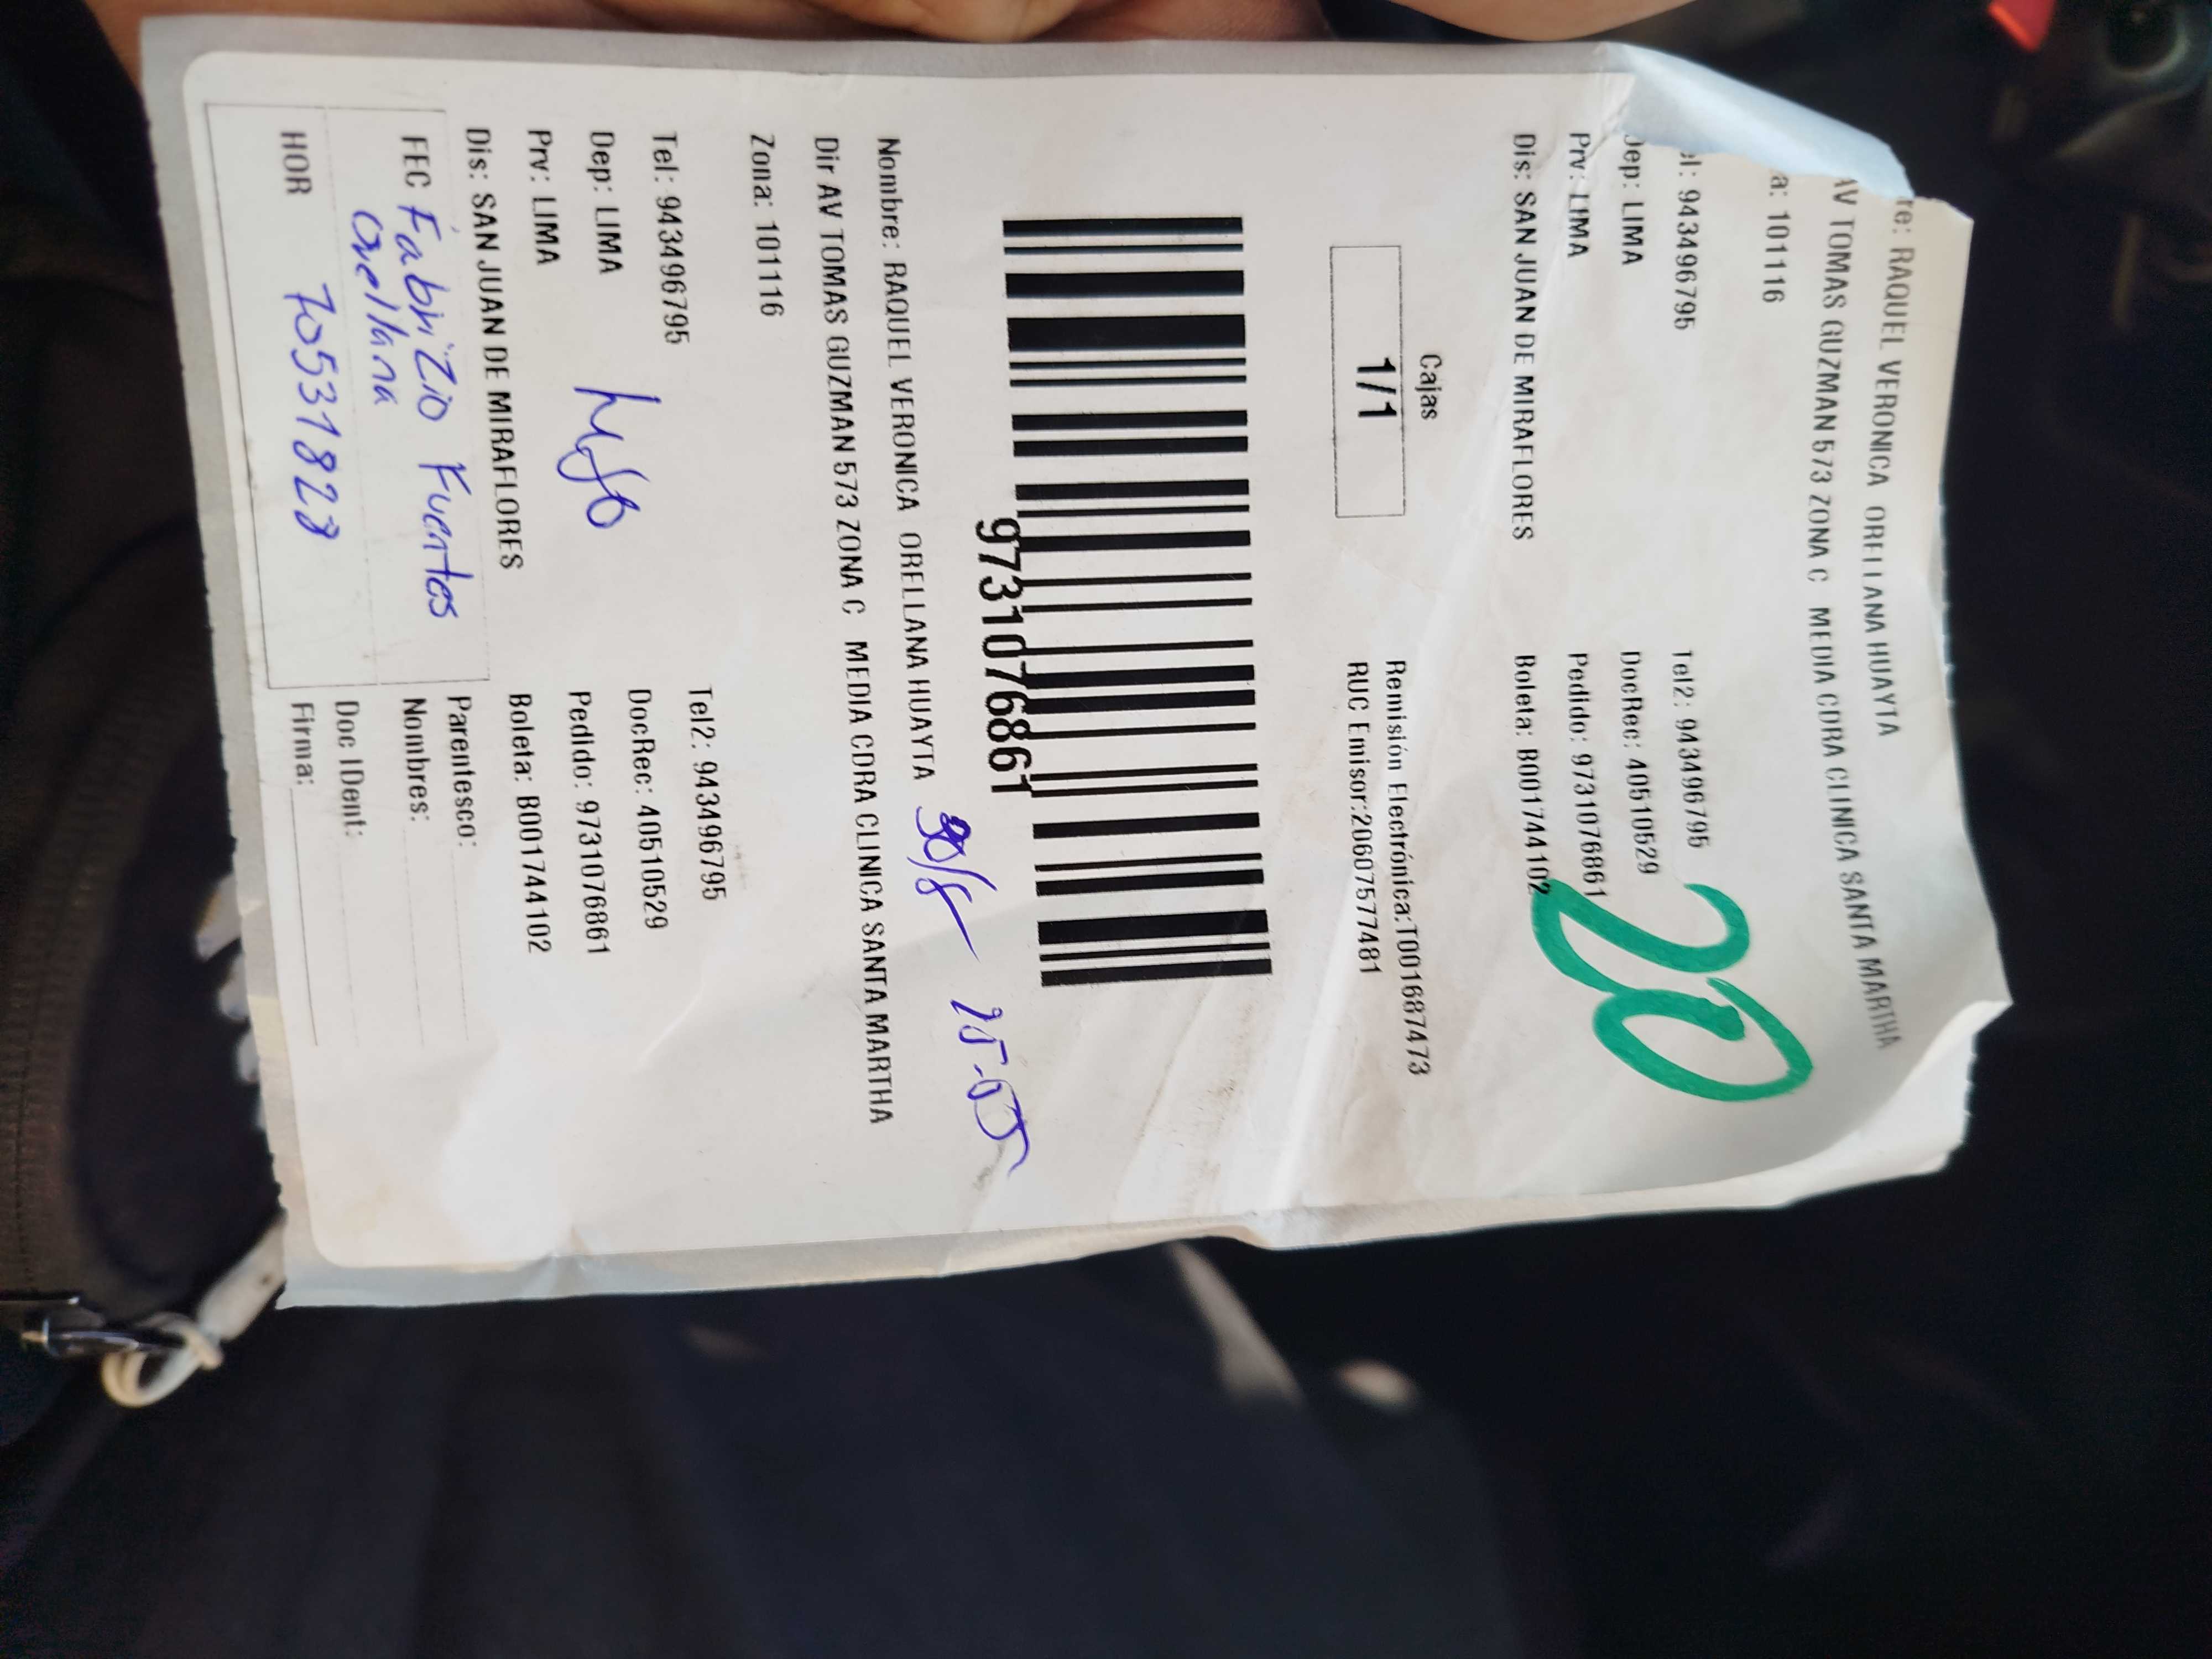 re: RAQUEL VERONICA ORELLANA HUAYTA
AV TOMAS GUZMAN 573 ZONA C MEDIA CDRA CLINICA SANTA MARTHA
a: 101116
el: 943496795 Tel2: 943496795
Dep: LIMA DocRec: 40510529
Prv: LIMA Pedido: 9731076861
Dis: SAN JUAN DE MIRAFLORES Boleta: B001744102
20
Cajas
1/1
Remisión Electrónica:T001687473
RUC Emisor:20607577481
9731076861
Nombre: RAQUEL VERONICA ORELLANA HUAYTA
Dir AV TOMAS GUZMAN 573 ZONA C MEDIA CDRA CLINICA SANTA MARTHA
Zona: 101116
Tel: 943496795 Tel2: 943496795
Dep: LIMA DocRec: 40510529
Prv: LIMA Pedido: 9731076861
Dis: SAN JUAN DE MIRAFLORES Boleta: B001744102
Parentesco:
FEC Fabrizio Fuentes Nombres:
Orellana Doc IDent:
HOR 70531823 Firma: